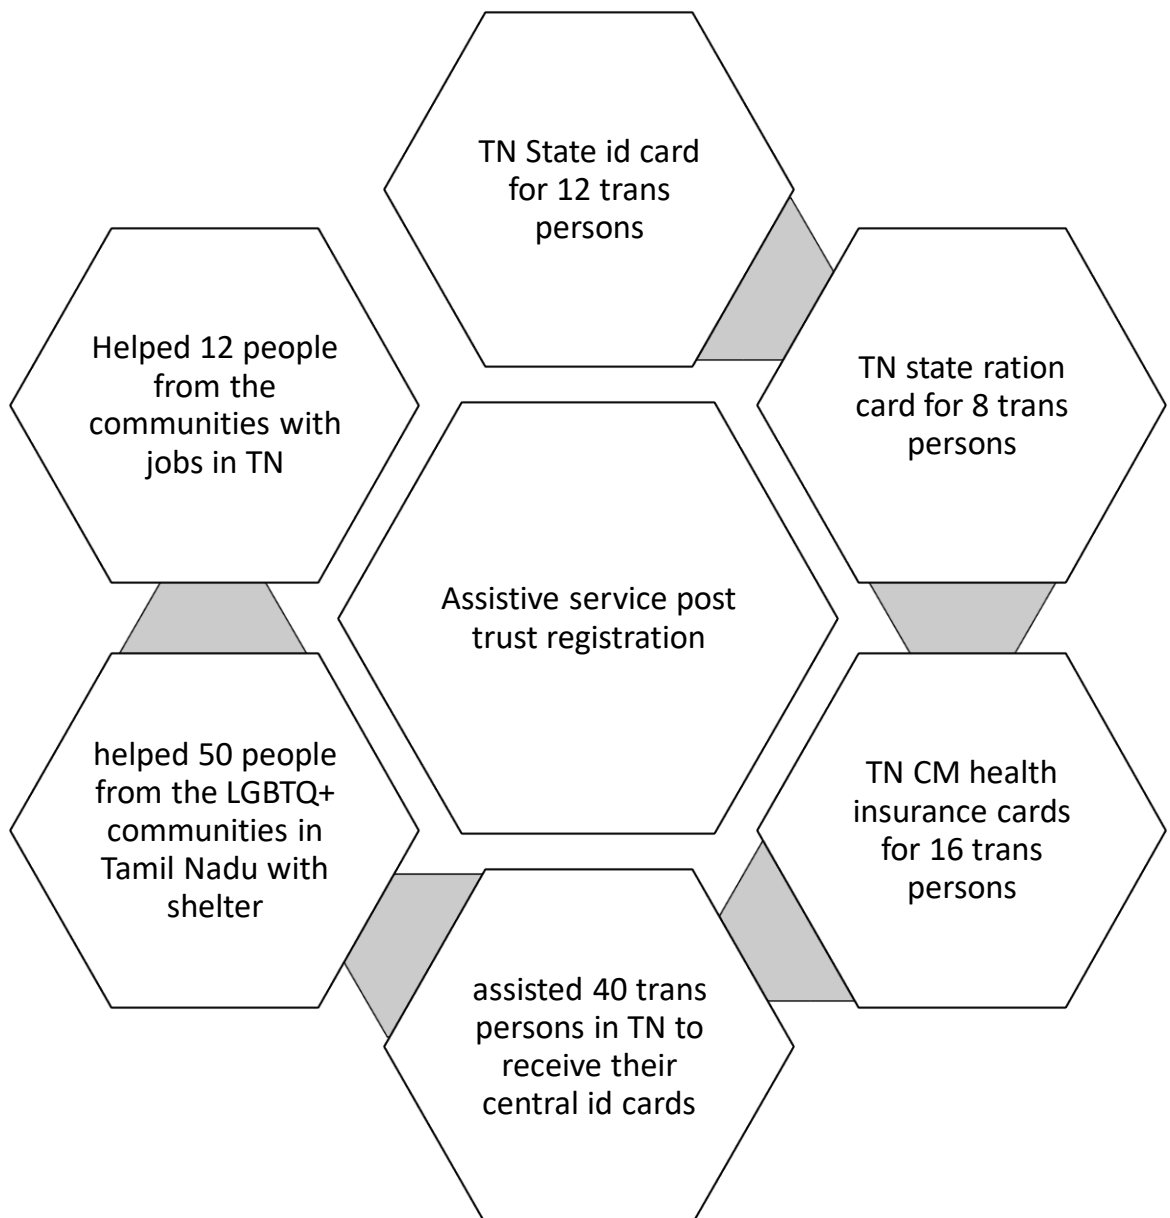 TN State id card
for 12 trans
persons
TN state ration
card for 8 trans
persons
TN CM health
insurance cards
for 16 trans
persons
assisted 40 trans
persons in TN to
receive their
central id cards
helped 50 people
from the LGBTQ+
communities in
Tamil Nadu with
shelter
Helped 12 people
from the
communities with
jobs in TN
Assistive service post
trust registration